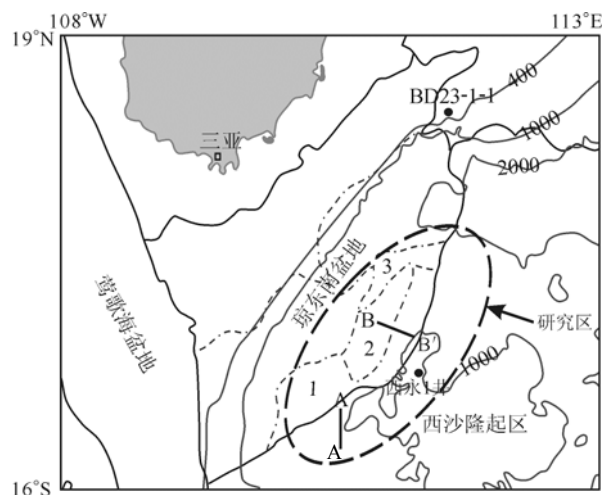 108°W
113°E
19°N
400
BD23-1-1
1000
三亚
2000
琼东南盆地
3
莺歌海盆地
B
B'
研究区
2
1000
西永1井
1
A
西沙隆起区
A
16°S